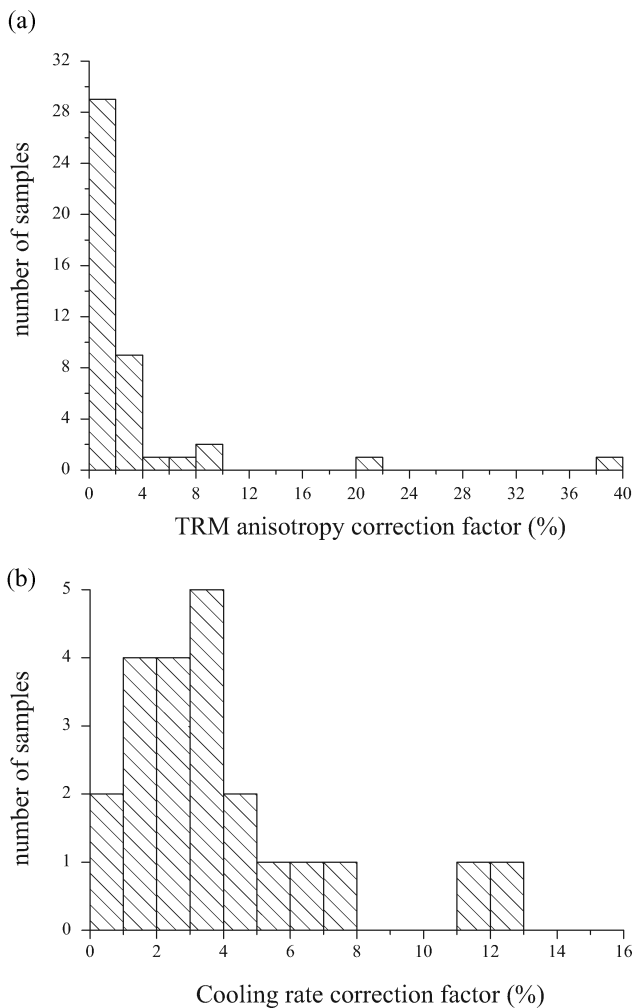 (a)
32
28
24
20
16
12
8
4
0
number of samples
0 4 8 12 16 20 24 28 32 36 40
TRM anisotropy correction factor (%)
(b)
5
4
3
2
1
0
number of samples
0 2 4 6 8 10 12 14 16
Cooling rate correction factor (%)